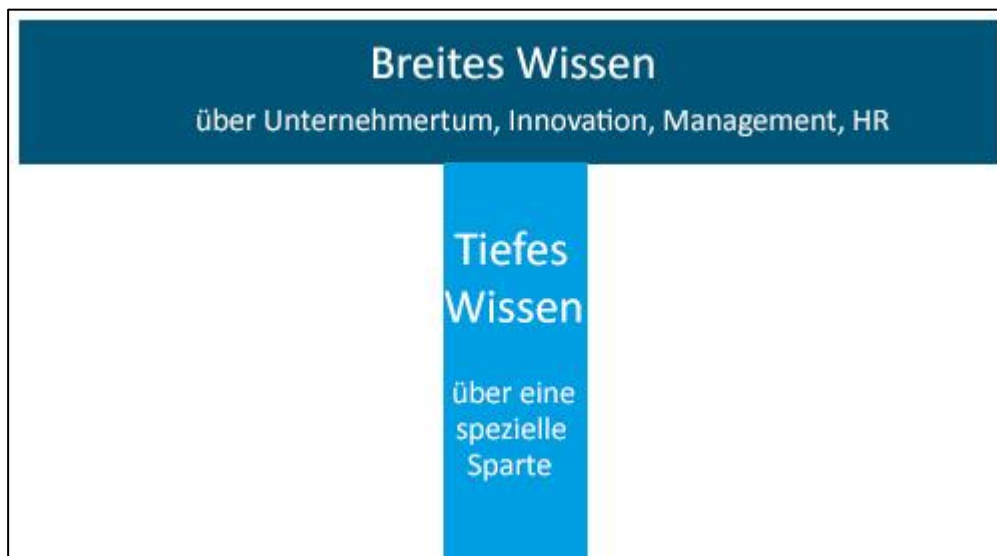 Breites Wissen
über Unternehmertum, Innovation, Management, HR
Tiefes
Wissen
über eine
spezielle
Sparte